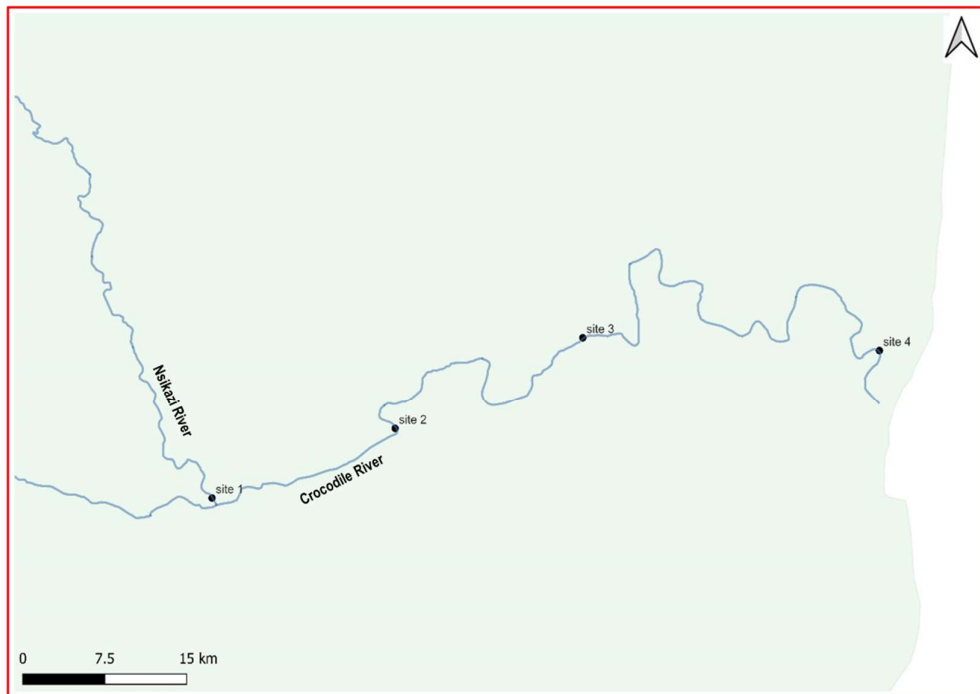 site 3
site 4
Nsikazi River
site 2
site 1
Crocodile River
0 7.5 15 km